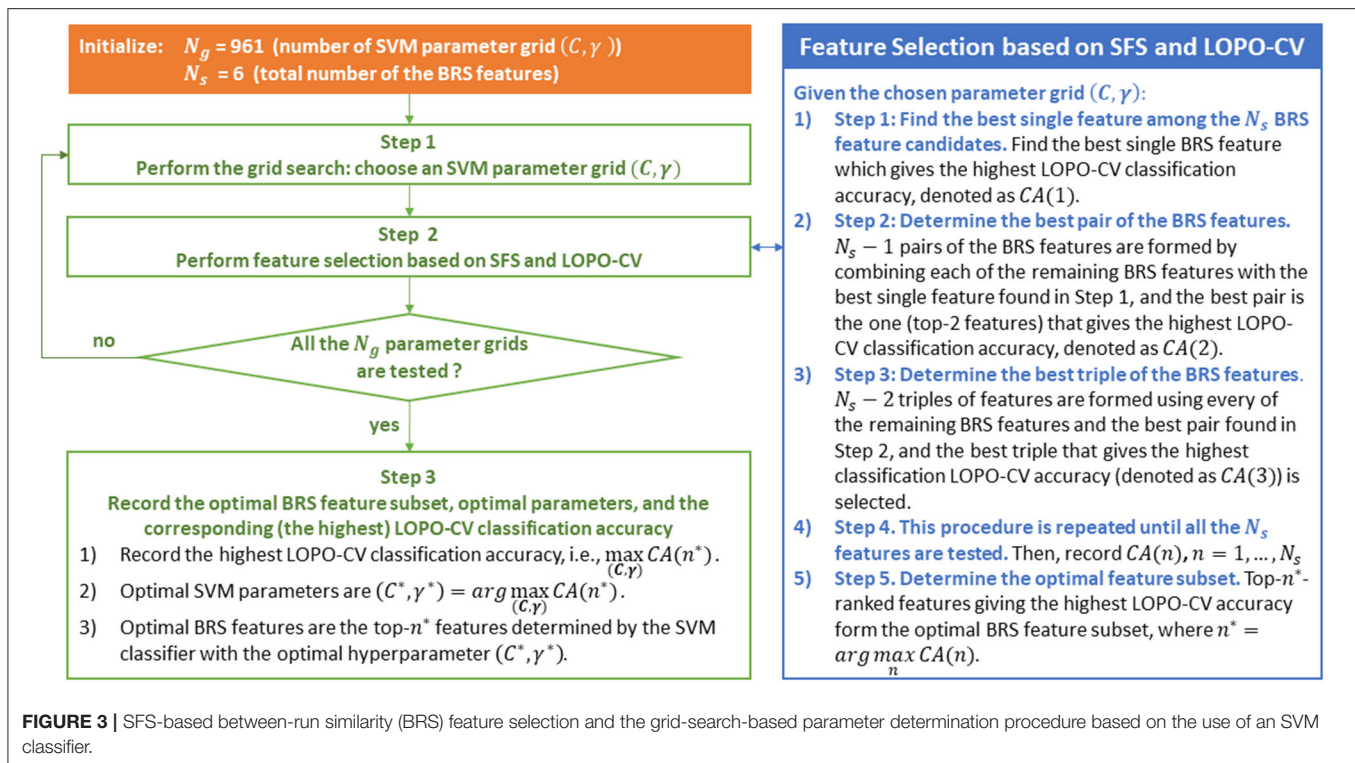 Initialize: N_g = 961 (number of SVM parameter grid (C, γ))
N_s = 6 (total number of the BRS features)
Step 1
Perform the grid search: choose an SVM parameter grid (C, γ)
Step 2
Perform feature selection based on SFS and LOPO-CV
no
All the N_g parameter grids
are tested ?
yes
Step 3
Record the optimal BRS feature subset, optimal parameters, and the
corresponding (the highest) LOPO-CV classification accuracy
1) Record the highest LOPO-CV classification accuracy, i.e., max CA(n*).
(C,γ)
2) Optimal SVM parameters are (C*, γ*) = arg max CA(n*).
(C,γ)
3) Optimal BRS features are the top-n* features determined by the SVM
classifier with the optimal hyperparameter (C*, γ*).
Feature Selection based on SFS and LOPO-CV
Given the chosen parameter grid (C, γ):
1) Step 1: Find the best single feature among the N_s BRS
feature candidates. Find the best single BRS feature
which gives the highest LOPO-CV classification
accuracy, denoted as CA(1).
2) Step 2: Determine the best pair of the BRS features.
N_s − 1 pairs of the BRS features are formed by
combining each of the remaining BRS features with the
best single feature found in Step 1, and the best pair is
the one (top-2 features) that gives the highest LOPO-
CV classification accuracy, denoted as CA(2).
3) Step 3: Determine the best triple of the BRS features.
N_s − 2 triples of features are formed using every of
the remaining BRS features and the best pair found in
Step 2, and the best triple that gives the highest
classification LOPO-CV accuracy (denoted as CA(3)) is
selected.
4) Step 4. This procedure is repeated until all the N_s
features are tested. Then, record CA(n), n = 1, ..., N_s
5) Step 5. Determine the optimal feature subset. Top-n*-
ranked features giving the highest LOPO-CV accuracy
form the optimal BRS feature subset, where n* =
arg max CA(n).
n
FIGURE 3 | SFS-based between-run similarity (BRS) feature selection and the grid-search-based parameter determination procedure based on the use of an SVM
classifier.